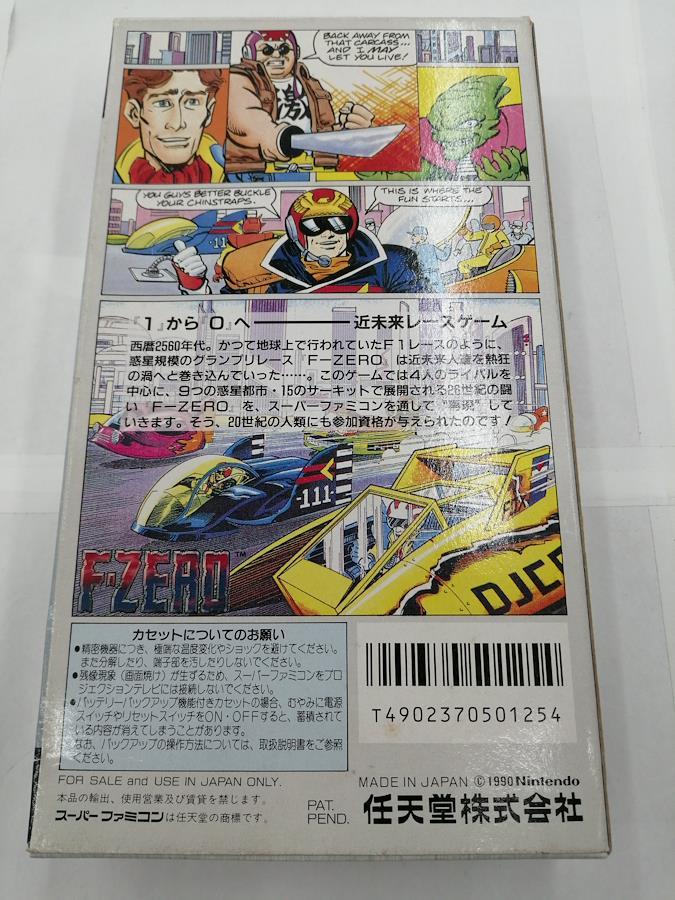 BACK AWAY FROM
THAT CARCASS...
AND I MAY
LET YOU LIVE!
激
YOU GUYS BETTER BUCKLE
YOUR CHINSTRAPS.
THIS IS WHERE THE
FUN STARTS...
111
『1』から『0』へ――――近未来レースゲーム
西暦2560年代。かつて地球上で行われていたF1レースのように、
惑星規模のグランプリレース『F-ZERO』は近未来人達を熱狂
の渦へと巻き込んでいった……。このゲームでは4人のライバル
を中心に、9つの惑星都市・15のサーキットで展開される26世紀の闘
い『F-ZERO』を、スーパーファミコンを通して“再現”して
いきます。そう、20世紀の人類にも参加資格が与えられたのです!
-111-
F-ZERO™
DJCP
カセットについてのお願い
●精密機器につき、極端な温度変化やショックを避けてください。
また分解したり、端子部を汚したりしないでください。
●残像現象(画面焼け)が生ずるため、スーパーファミコンをプロ
ジェクションテレビには接続しないでください。
●バッテリーバックアップ機能付きカセットの場合、むやみに電源
スイッチやリセットスイッチをON・OFFすると、蓄積されて
いる内容が消えてしまうことがあります。
なお、バックアップの操作方法については、取扱説明書をご参照
ください。
T4902370501254
FOR SALE and USE IN JAPAN ONLY.
本品の輸出、使用営業及び賃貸を禁じます。
スーパーファミコンは任天堂の商標です。
PAT.
PEND.
MADE IN JAPAN ©1990 Nintendo
任天堂株式会社